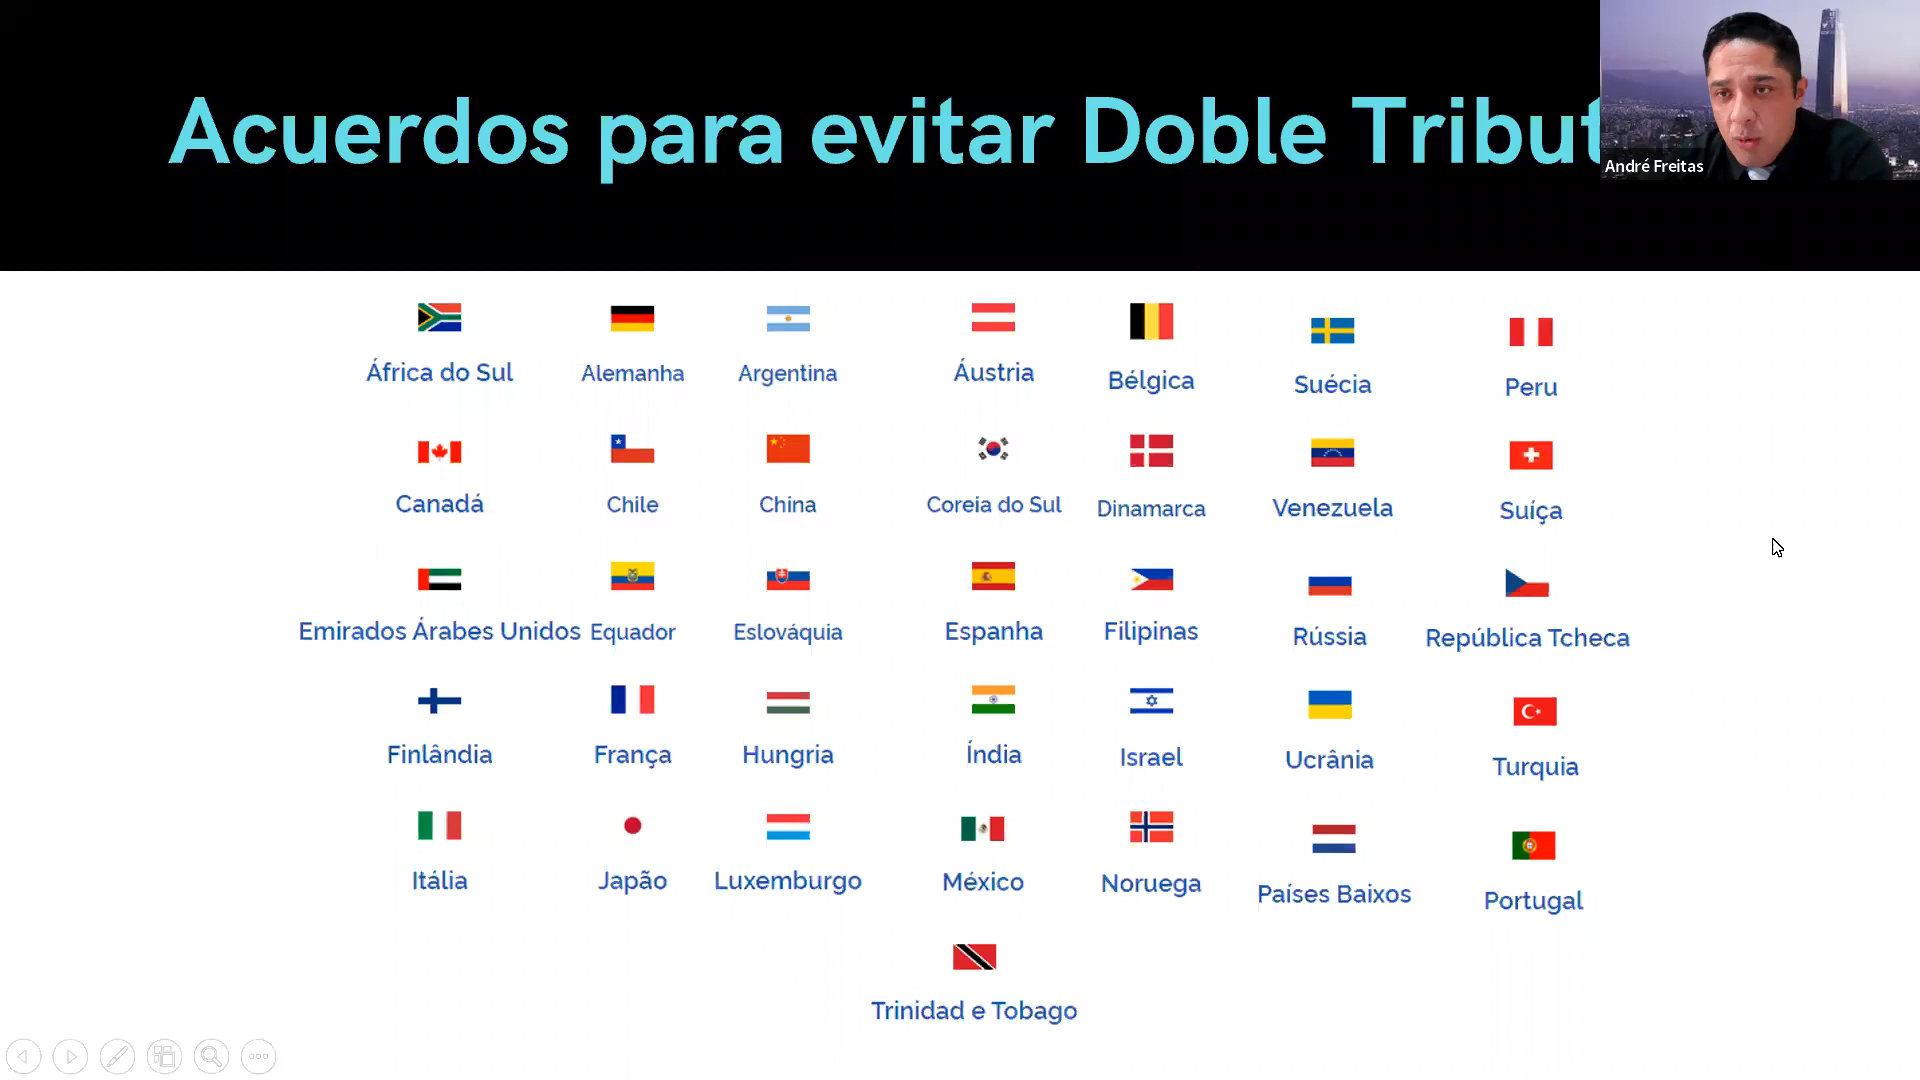 Acuerdos para evitar Doble Tribut
André Freitas
África do Sul Alemanha Argentina Áustria Bélgica Suécia Peru
Canadá Chile China Coreia do Sul Dinamarca Venezuela Suíça
Emirados Árabes Unidos Equador Eslováquia Espanha Filipinas Rússia República Tcheca
Finlândia França Hungria Índia Israel Ucrânia Turquia
Itália Japão Luxemburgo México Noruega Países Baixos Portugal
Trinidad e Tobago